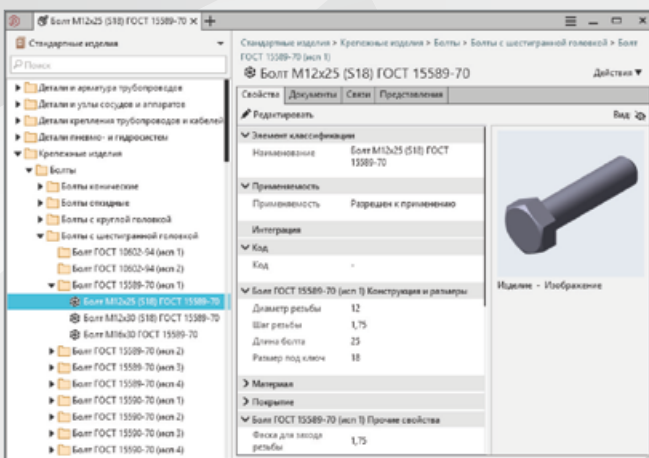 Болт М12х25 (S18) ГОСТ 15589-70
Стандартные изделия
Поиск
Детали и арматура трубопроводов
Детали и узлы сосудов и аппаратов
Детали крепления трубопроводов и кабелей
Детали пневмо- и гидросистем
Крепежные изделия
Болты
Болты конические
Болты откидные
Болты с круглой головкой
Болты с шестигранной головкой
Болт ГОСТ 10602-94 (исп 1)
Болт ГОСТ 10602-94 (исп 2)
Болт ГОСТ 15589-70 (исп 1)
Болт М12х25 (S18) ГОСТ 15589-70
Болт М12х30 (S18) ГОСТ 15589-70
Болт М16х30 ГОСТ 15589-70
Болт ГОСТ 15589-70 (исп 2)
Болт ГОСТ 15589-70 (исп 3)
Болт ГОСТ 15589-70 (исп 4)
Болт ГОСТ 15590-70 (исп 1)
Болт ГОСТ 15590-70 (исп 2)
Болт ГОСТ 15590-70 (исп 3)
Болт ГОСТ 15590-70 (исп 4)
Стандартные изделия > Крепежные изделия > Болты > Болты с шестигранной головкой > Болт
ГОСТ 15589-70 (исп 1)
Болт М12х25 (S18) ГОСТ 15589-70
Действия
Свойства Документы Связи Представления
Редактировать
Вид:
Элемент классификации
Наименование Болт М12х25 (S18) ГОСТ
15589-70
Применяемость
Применяемость Разрешен к применению
Интеграция
Код
Код -
Болт ГОСТ 15589-70 (исп 1) Конструкция и размеры
Диаметр резьбы 12
Шаг резьбы 1,75
Длина болта 25
Размер под ключ 18
Материал
Покрытие
Болт ГОСТ 15589-70 (исп 1) Прочие свойства
Фаска для захода
резьбы 1,75
Изделие - Изображение